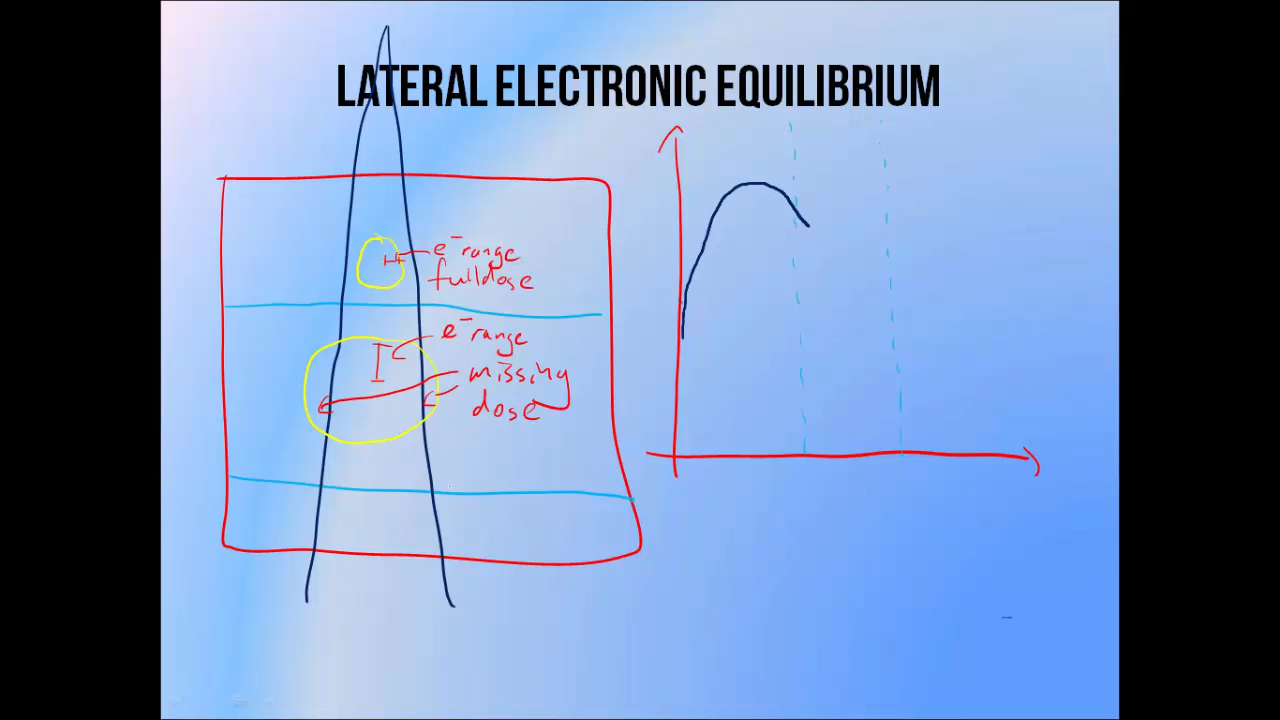 LATERAL ELECTRONIC EQUILIBRIUM
e⁻ range
full dose
e⁻ range
missing
dose